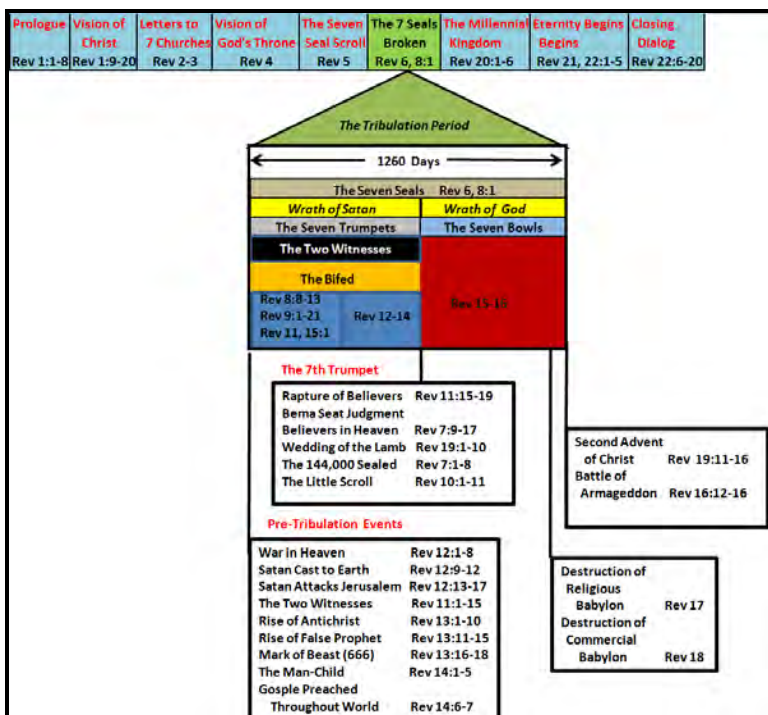 Prologue
Rev 1:1-8
Vision of
Christ
Rev 1:9-20
Letters to
7 Churches
Rev 2-3
Vision of
God's Throne
Rev 4
The Seven
Seal Scroll
Rev 5
The 7 Seals
Broken
Rev 6, 8:1
The Millennial
Kingdom
Rev 20:1-6
Eternity Begins
Begins
Rev 21, 22:1-5
Closing
Dialog
Rev 22:6-20
The Tribulation Period
1260 Days
The Seven Seals Rev 6, 8:1
Wrath of Satan
Wrath of God
The Seven Trumpets
The Seven Bowls
The Two Witnesses
The Bifed
Rev 8:8-13
Rev 9:1-21
Rev 11, 15:1
Rev 12-14
Rev 15-16
The 7th Trumpet
Rapture of Believers Rev 11:15-19
Bema Seat Judgment
Believers in Heaven Rev 7:9-17
Wedding of the Lamb Rev 19:1-10
The 144,000 Sealed Rev 7:1-8
The Little Scroll Rev 10:1-11
Second Advent
of Christ Rev 19:11-16
Battle of
Armageddon Rev 16:12-16
Pre-Tribulation Events
War in Heaven Rev 12:1-8
Satan Cast to Earth Rev 12:9-12
Satan Attacks Jerusalem Rev 12:13-17
The Two Witnesses Rev 11:1-15
Rise of Antichrist Rev 13:1-10
Rise of False Prophet Rev 13:11-15
Mark of Beast (666) Rev 13:16-18
The Man-Child Rev 14:1-5
Gosple Preached
Throughout World Rev 14:6-7
Destruction of
Religious
Babylon Rev 17
Destruction of
Commercial
Babylon Rev 18